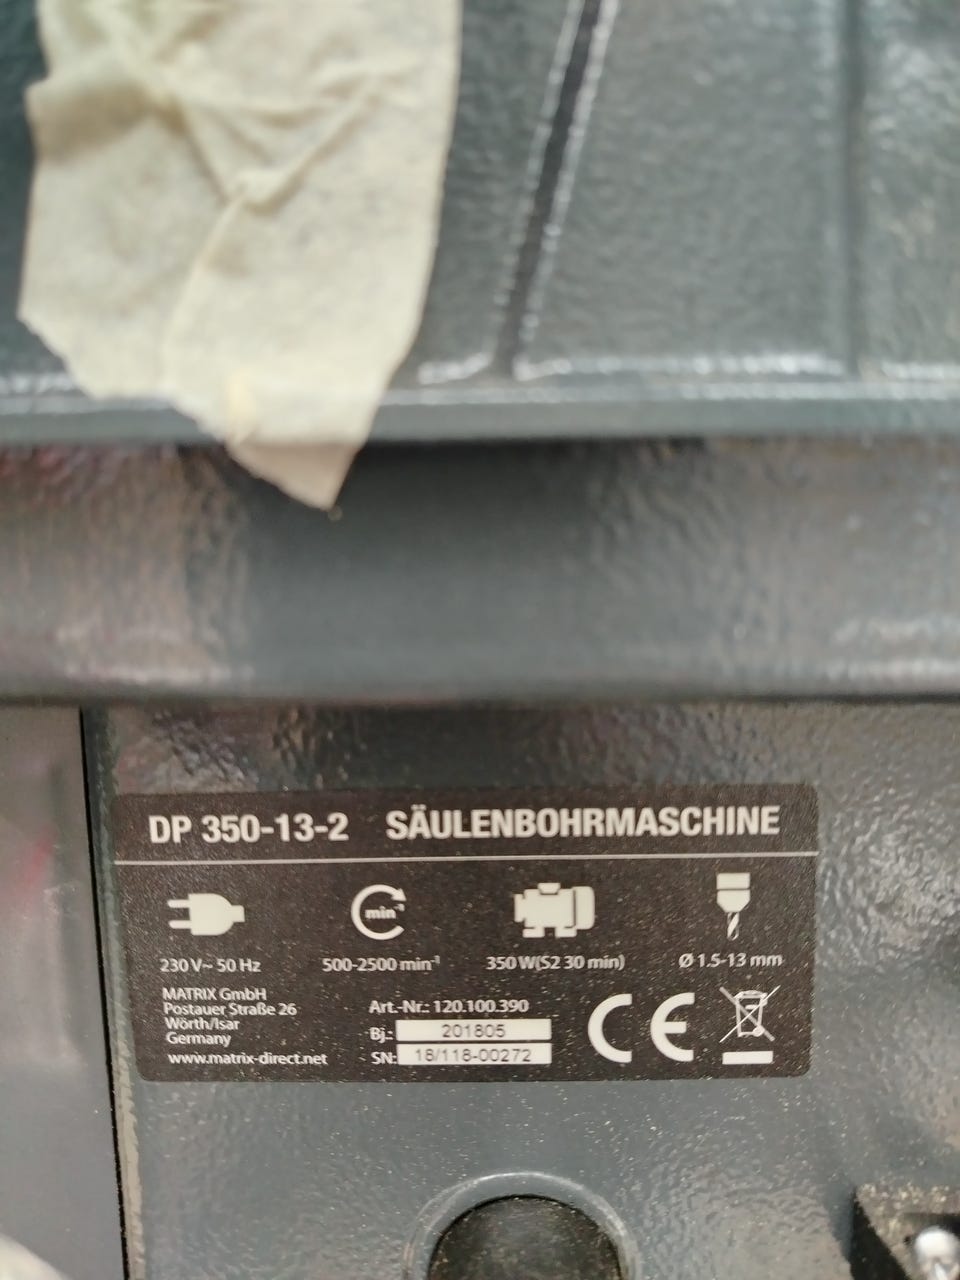 DP 350-13-2 SÄULENBOHRMASCHINE
min⁻¹
230 V~ 50 Hz 500-2500 min⁻¹ 350 W(S2 30 min) Ø 1.5-13 mm
MATRIX GmbH
Postauer Straße 26
Wörth/Isar
Germany
www.matrix-direct.net
Art.-Nr.: 120.100.390
Bj.: 201805
SN: 18/118-00272
CE